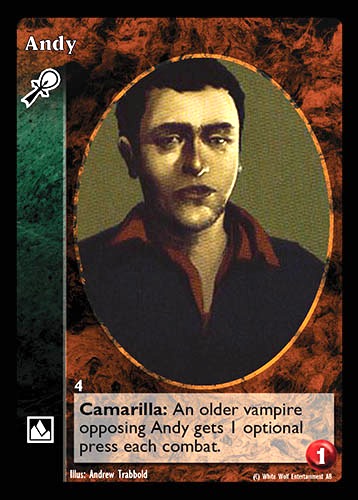 Andy
4
Camarilla: An older vampire
opposing Andy gets 1 optional
press each combat.
1
Illus: Andrew Trabbold
(C) White Wolf Entertainment AB